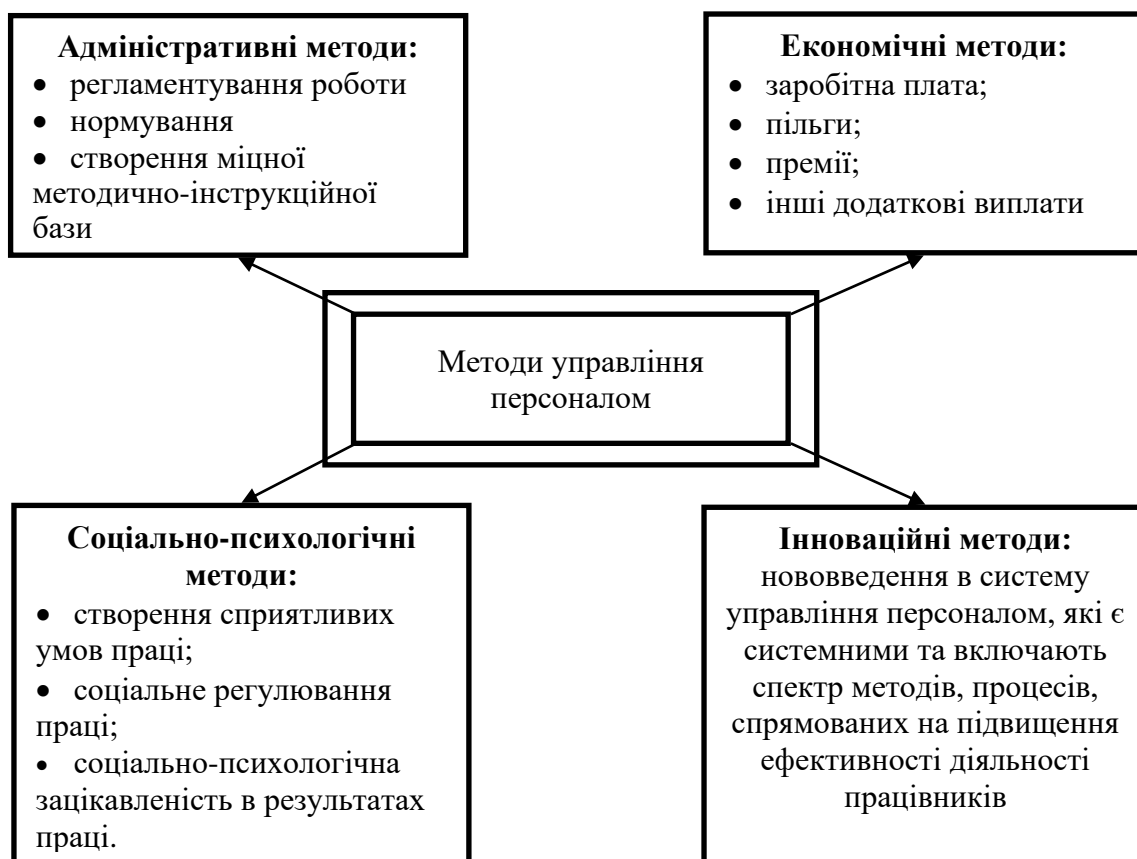 Адміністративні методи:
• регламентування роботи
• нормування
• створення міцної
методично-інструкційної
бази
Економічні методи:
• заробітна плата;
• пільги;
• премії;
• інші додаткові виплати
Методи управління
персоналом
Соціально-психологічні
методи:
• створення сприятливих
умов праці;
• соціальне регулювання
праці;
• соціально-психологічна
зацікавленість в результатах
праці.
Інноваційні методи:
нововведення в систему
управління персоналом, які є
системними та включають
спектр методів, процесів,
спрямованих на підвищення
ефективності діяльності
працівників